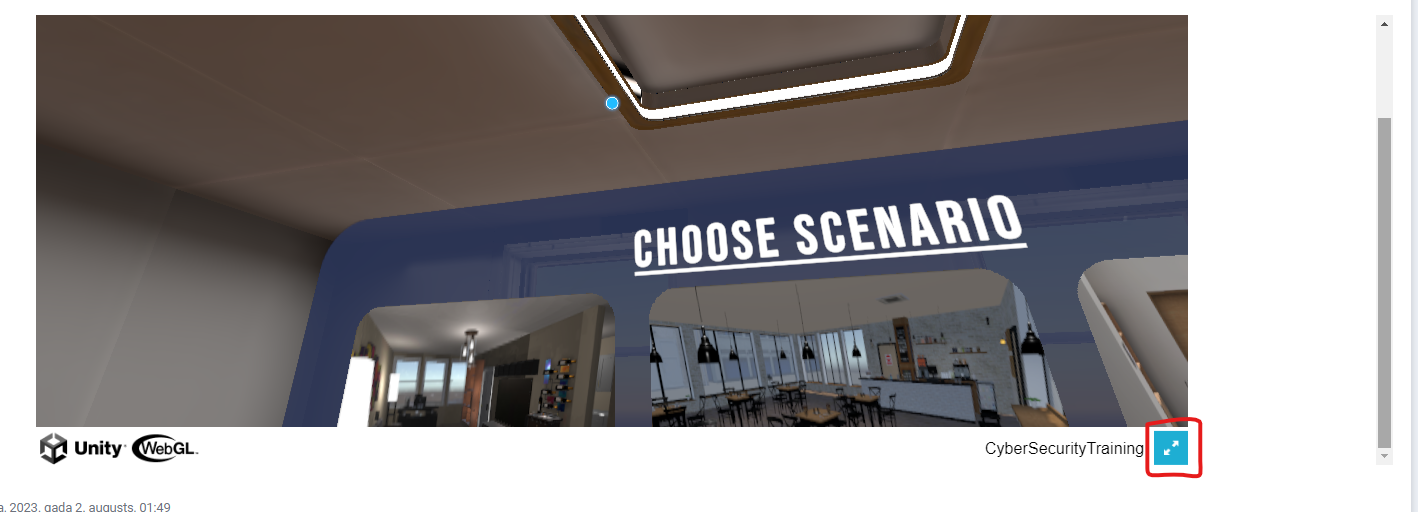 CHOOSE SCENARIO
Unity WebGL.
CyberSecurityTraining
a, 2023. gada 2. augusts, 01:49